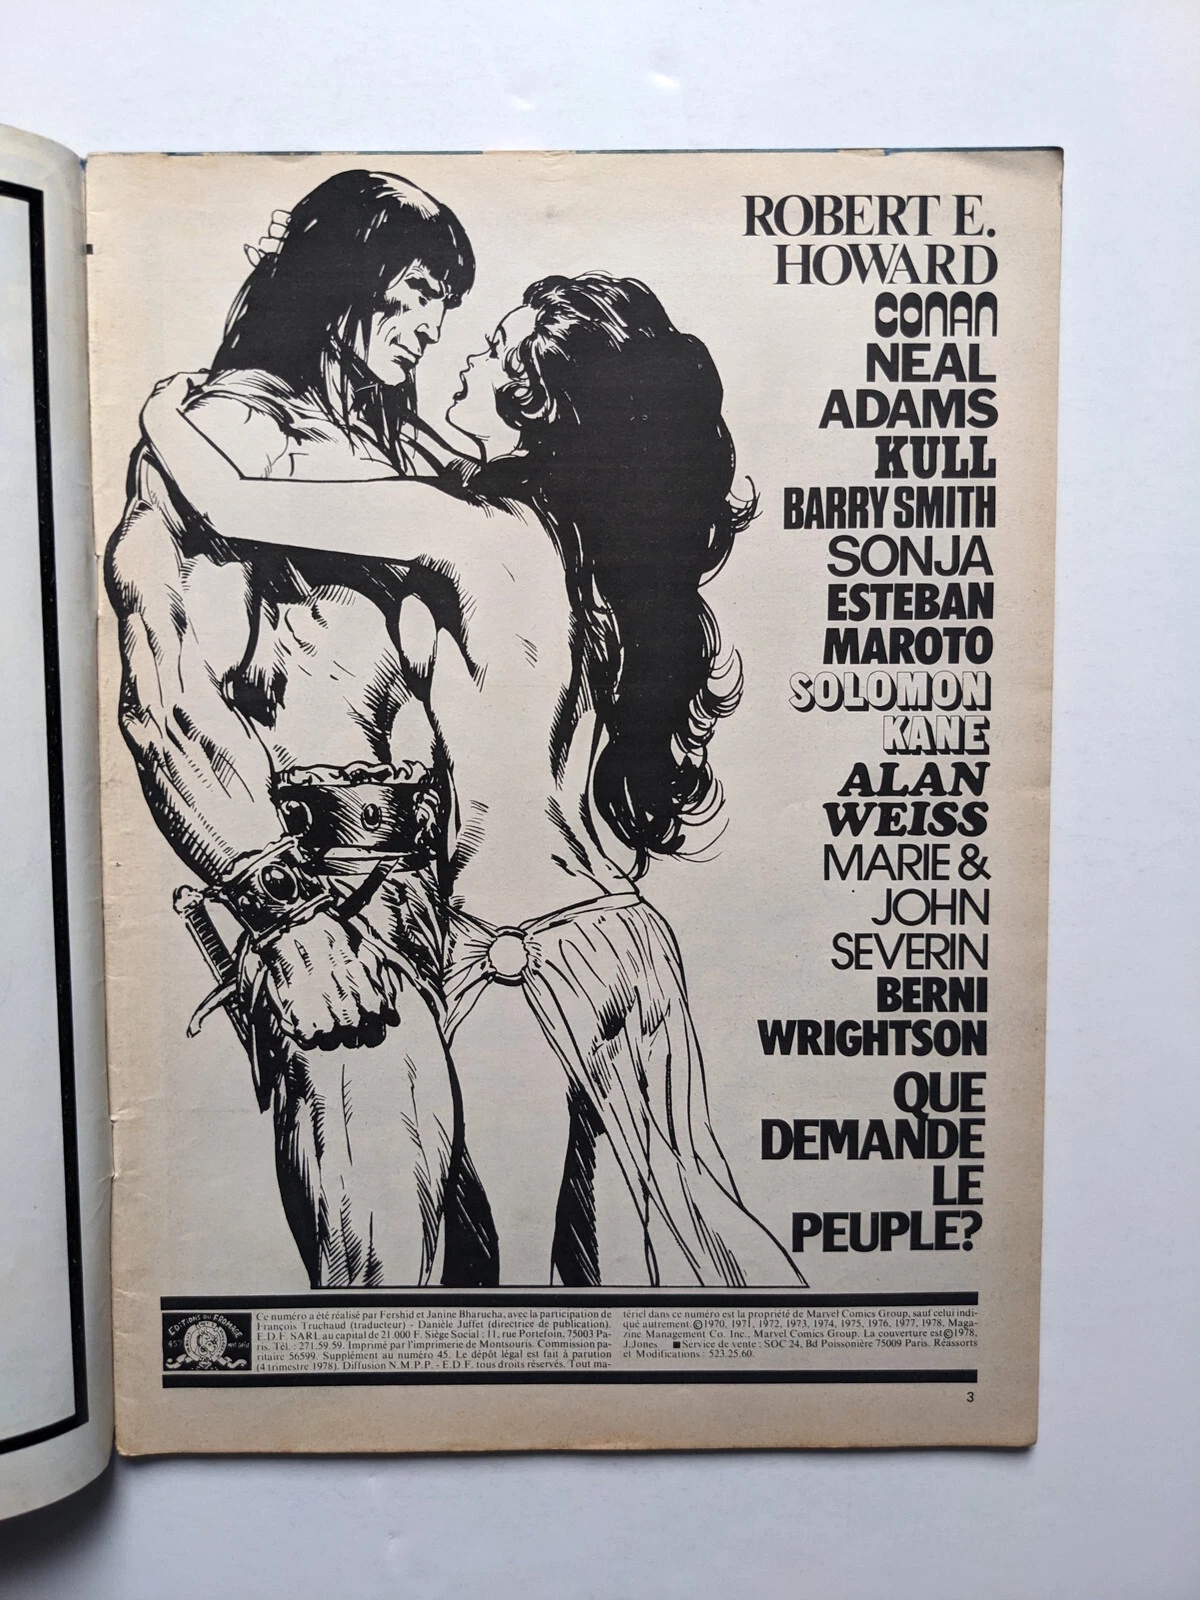 ROBERT E.
HOWARD
CONAN
NEAL
ADAMS
KULL
BARRY SMITH
SONJA
ESTEBAN
MAROTO
SOLOMON
KANE
ALAN
WEISS
MARIE &
JOHN
SEVERIN
BERNI
WRIGHTSON
QUE
DEMANDE
LE
PEUPLE?
EDITIONS DU FROMAGE
Ce numéro a été réalisé par Fershid et Janine Bharucha, avec la participation de
François Truchaud (traducteur) - Danièle Juffet (directrice de publication).
E.D.F. SARL au capital de 21.000 F. Siège Social : 11, rue Portefoin, 75003 Pa-
ris. Tél. : 271.59.59. Imprimé par l'imprimerie de Montsouris. Commission pa-
ritaire 56599. Supplément au numéro 45. Le dépôt légal est fait à parution
(4 trimestre 1978). Diffusion N.M.P.P. - E.D.F. tous droits réservés. Tout ma-
tériel dans ce numéro est la propriété de Marvel Comics Group, sauf celui indi-
qué autrement ©1970, 1971, 1972, 1973, 1974, 1975, 1976, 1977, 1978, Maga-
zine Management Co. Inc., Marvel Comics Group. La couverture est ©1978,
J.Jones ■ Service de vente : SOC 24, Bd Poissonière 75009 Paris. Réassorts
et Modifications : 523.25.60.
3